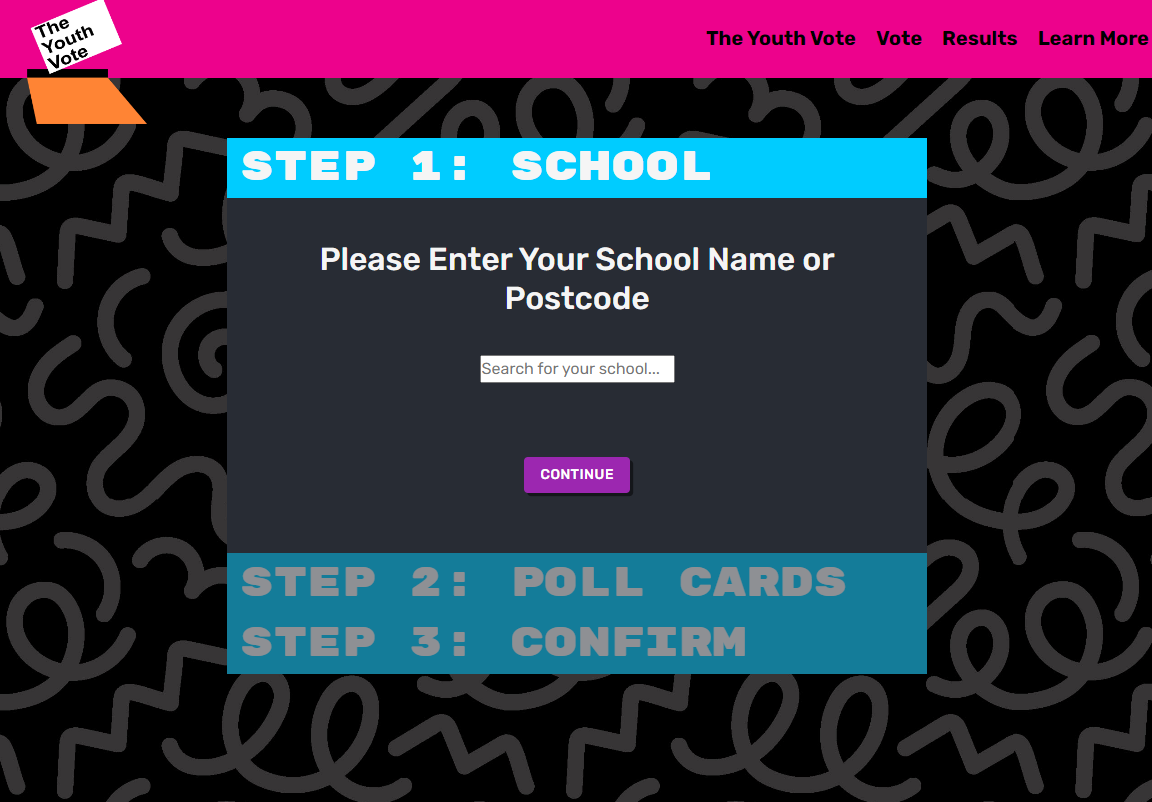 The
Youth
Vote
The Youth Vote Vote Results Learn More
STEP 1: SCHOOL
Please Enter Your School Name or
Postcode
Search for your school...
CONTINUE
STEP 2: POLL CARDS
STEP 3: CONFIRM